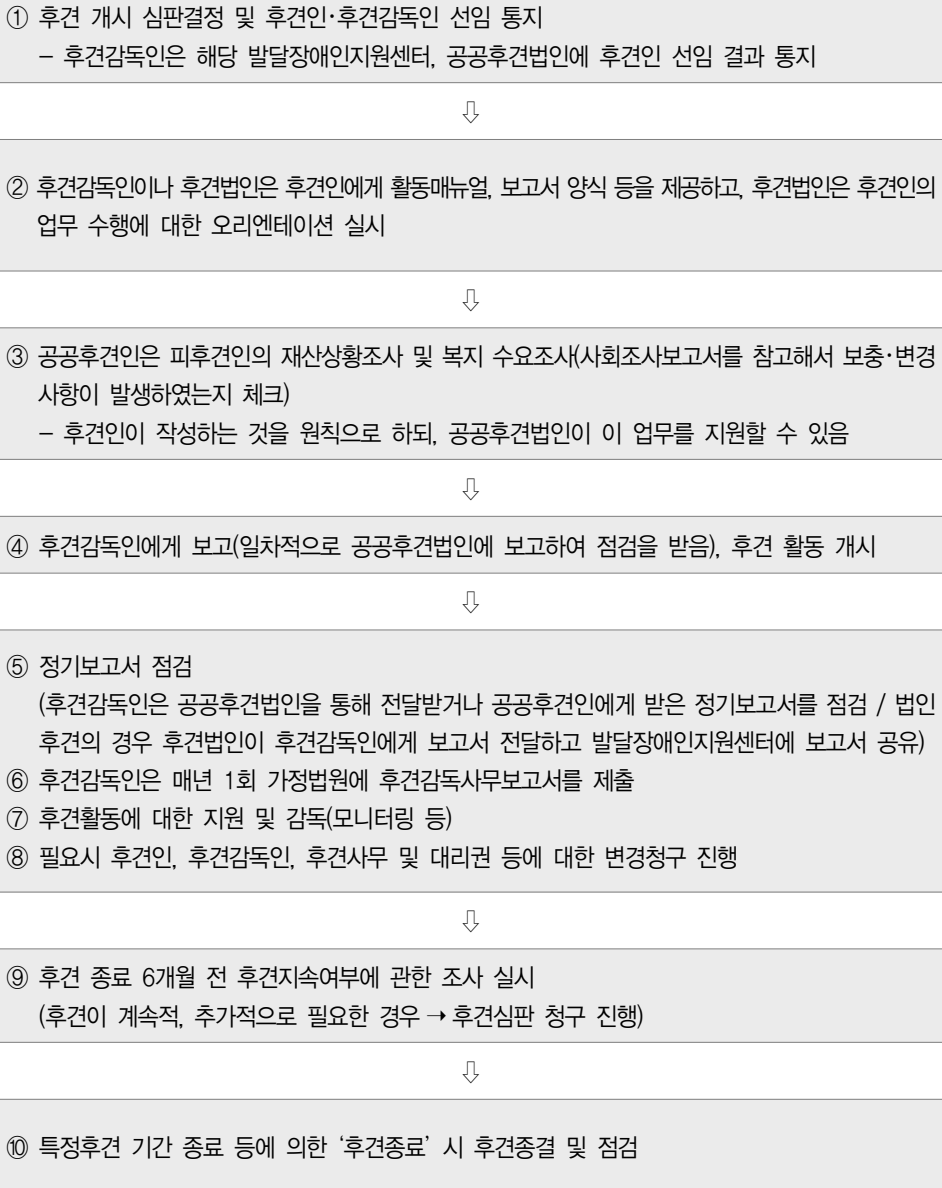 ① 후견 개시 심판결정 및 후견인·후견감독인 선임 통지
– 후견감독인은 해당 발달장애인지원센터, 공공후견법인에 후견인 선임 결과 통지
⇩
② 후견감독인이나 후견법인은 후견인에게 활동매뉴얼, 보고서 양식 등을 제공하고, 후견법인은 후견인의
업무 수행에 대한 오리엔테이션 실시
⇩
③ 공공후견인은 피후견인의 재산상황조사 및 복지 수요조사(사회조사보고서를 참고해서 보충·변경
사항이 발생하였는지 체크)
– 후견인이 작성하는 것을 원칙으로 하되, 공공후견법인이 이 업무를 지원할 수 있음
⇩
④ 후견감독인에게 보고(일차적으로 공공후견법인에 보고하여 점검을 받음), 후견 활동 개시
⇩
⑤ 정기보고서 점검
(후견감독인은 공공후견법인을 통해 전달받거나 공공후견인에게 받은 정기보고서를 점검 / 법인
후견의 경우 후견법인이 후견감독인에게 보고서 전달하고 발달장애인지원센터에 보고서 공유)
⑥ 후견감독인은 매년 1회 가정법원에 후견감독사무보고서를 제출
⑦ 후견활동에 대한 지원 및 감독(모니터링 등)
⑧ 필요시 후견인, 후견감독인, 후견사무 및 대리권 등에 대한 변경청구 진행
⇩
⑨ 후견 종료 6개월 전 후견지속여부에 관한 조사 실시
(후견이 계속적, 추가적으로 필요한 경우 → 후견심판 청구 진행)
⇩
⑩ 특정후견 기간 종료 등에 의한 ‘후견종료’ 시 후견종결 및 점검